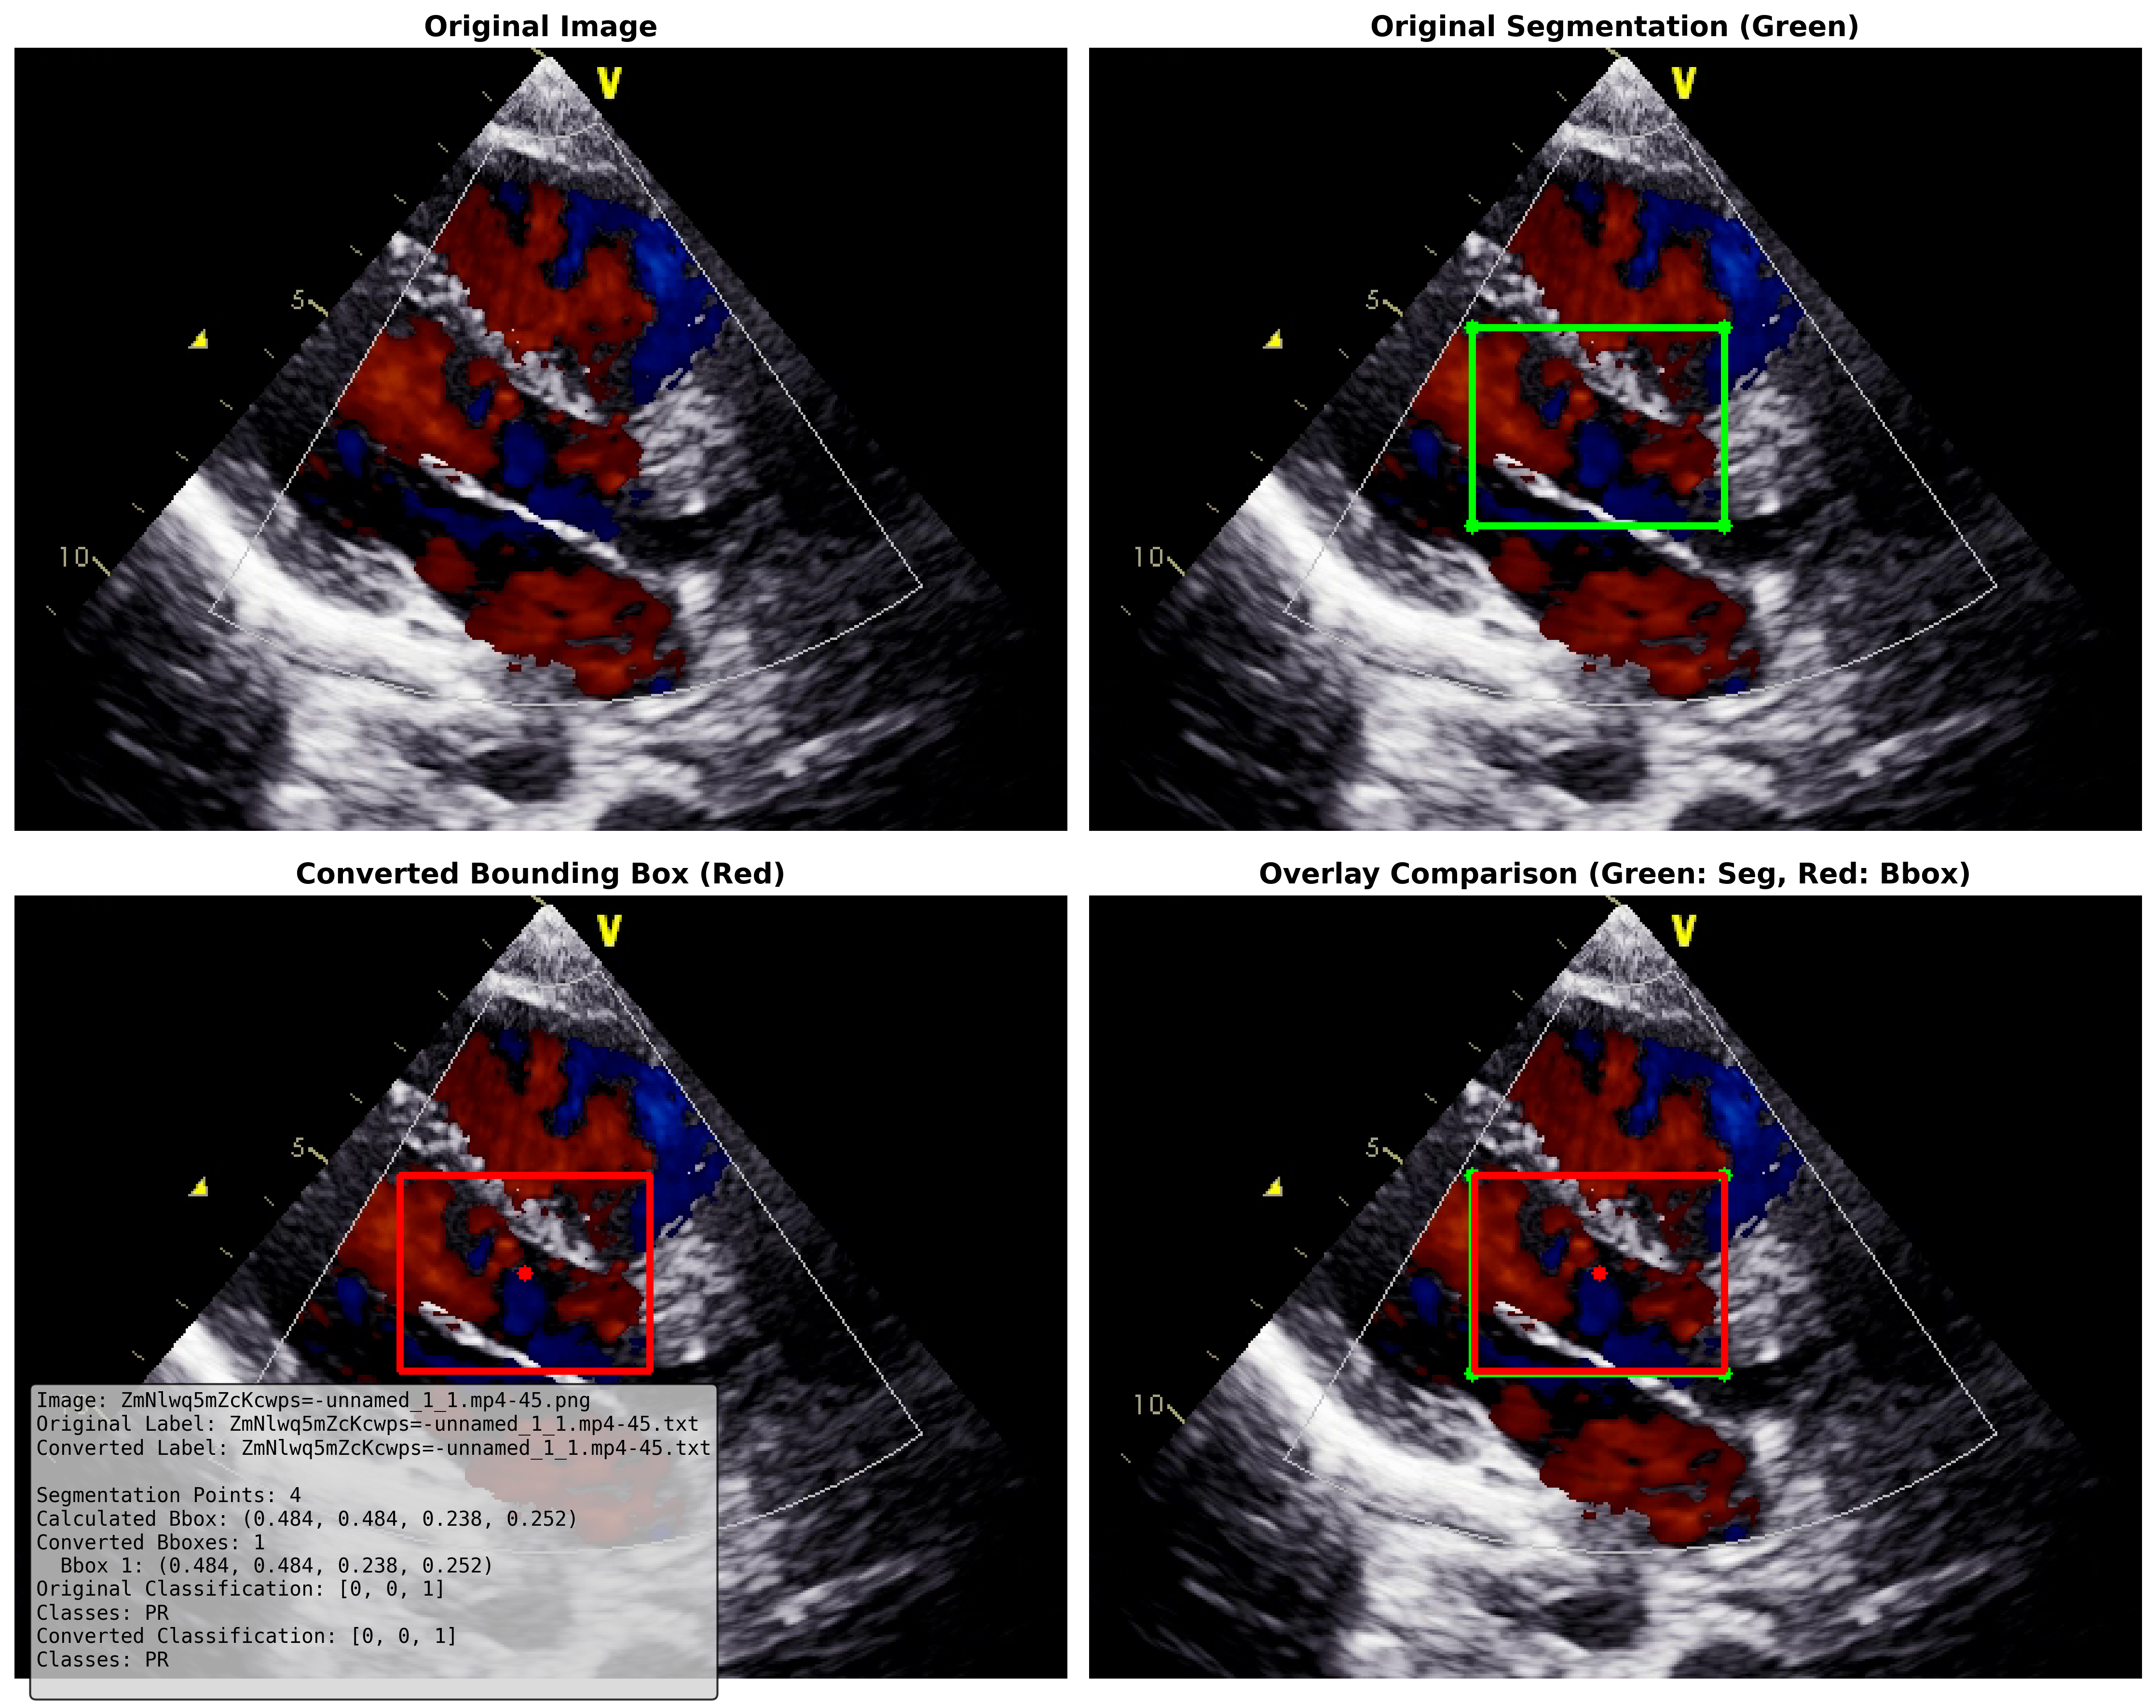 Original Image
Original Segmentation (Green)
V
5
10
V
5
10
Converted Bounding Box (Red)
Overlay Comparison (Green: Seg, Red: Bbox)
V
5
V
5
10
Image: ZmNlwq5mZcKcwps=-unnamed_1_1.mp4-45.png
Original Label: ZmNlwq5mZcKcwps=-unnamed_1_1.mp4-45.txt
Converted Label: ZmNlwq5mZcKcwps=-unnamed_1_1.mp4-45.txt
Segmentation Points: 4
Calculated Bbox: (0.484, 0.484, 0.238, 0.252)
Converted Bboxes: 1
Bbox 1: (0.484, 0.484, 0.238, 0.252)
Original Classification: [0, 0, 1]
Classes: PR
Converted Classification: [0, 0, 1]
Classes: PR